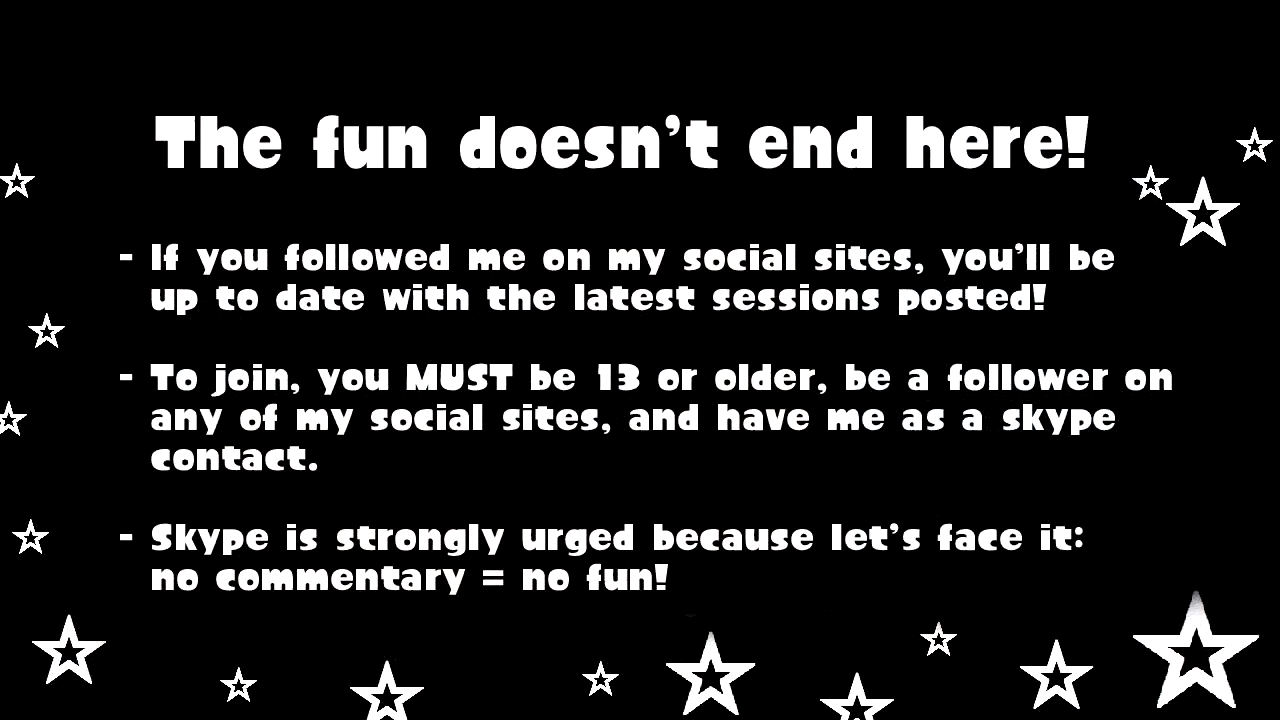 The fun doesn't end here!
- If you followed me on my social sites, you'll be
up to date with the latest sessions posted!
- To join, you MUST be 13 or older, be a follower on
any of my social sites, and have me as a skype
contact.
- Skype is strongly urged because let's face it:
no commentary = no fun!